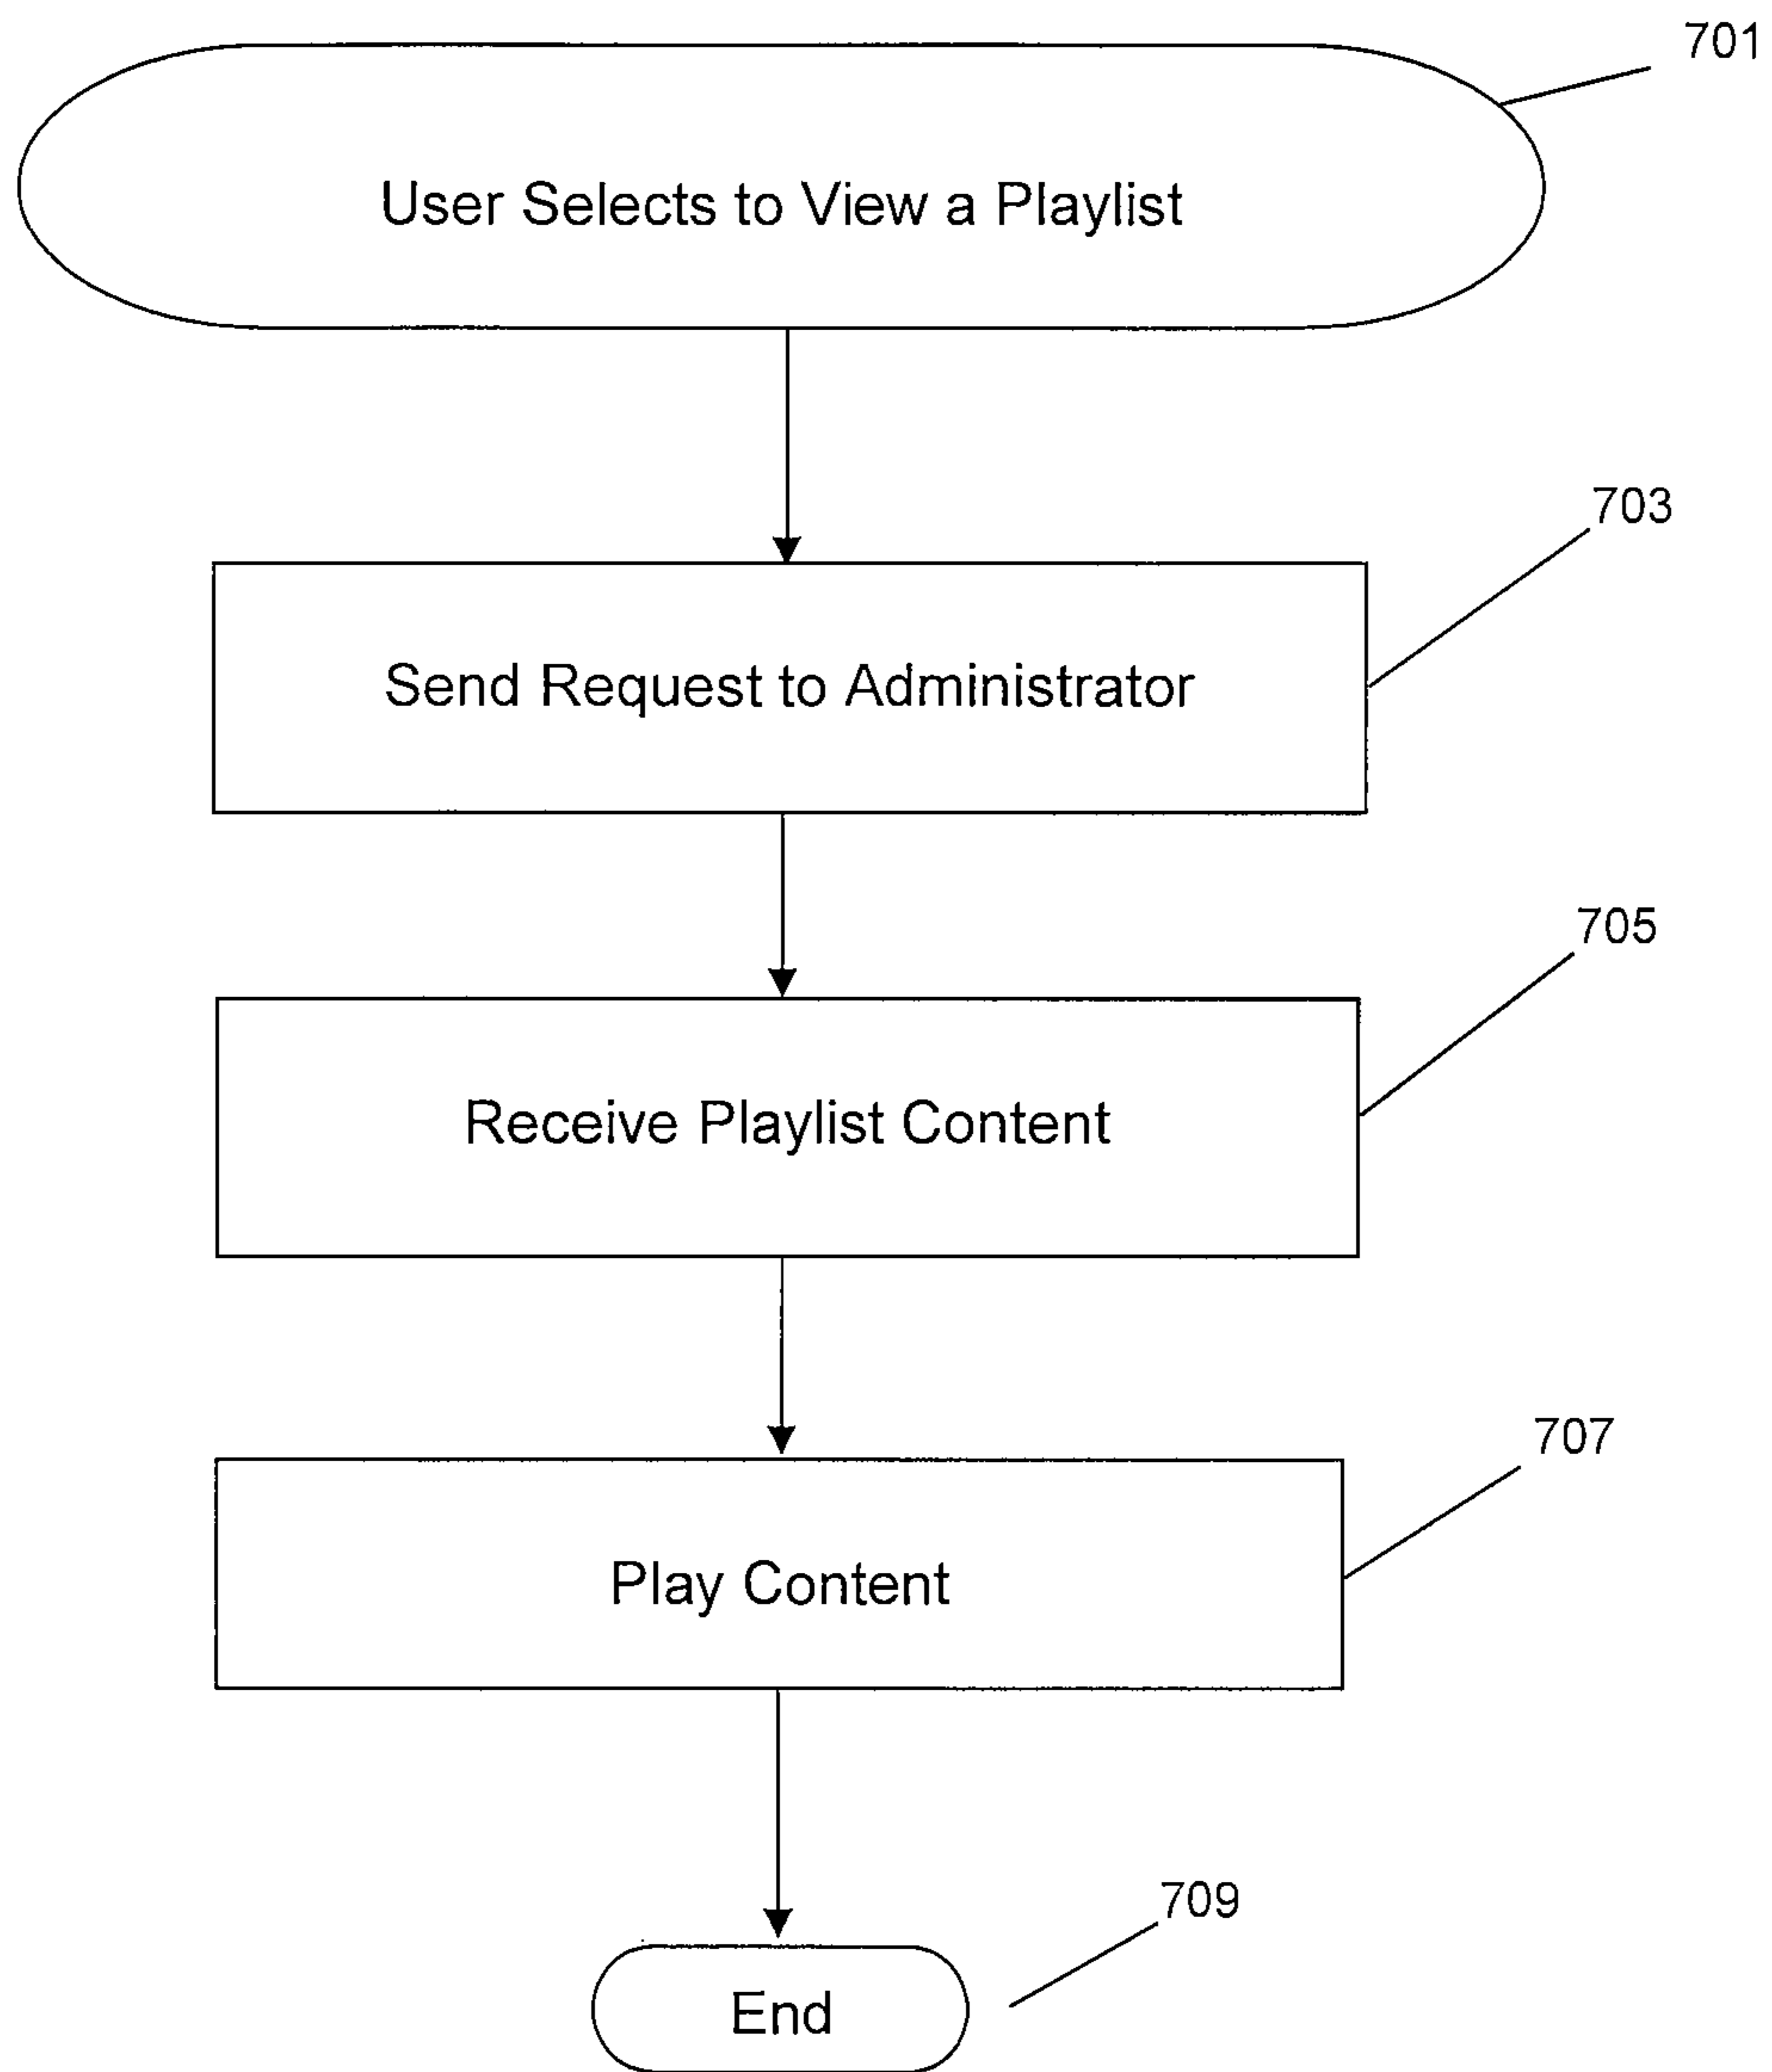 701
User Selects to View a Playlist
703
Send Request to Administrator
705
Receive Playlist Content
707
Play Content
709
End